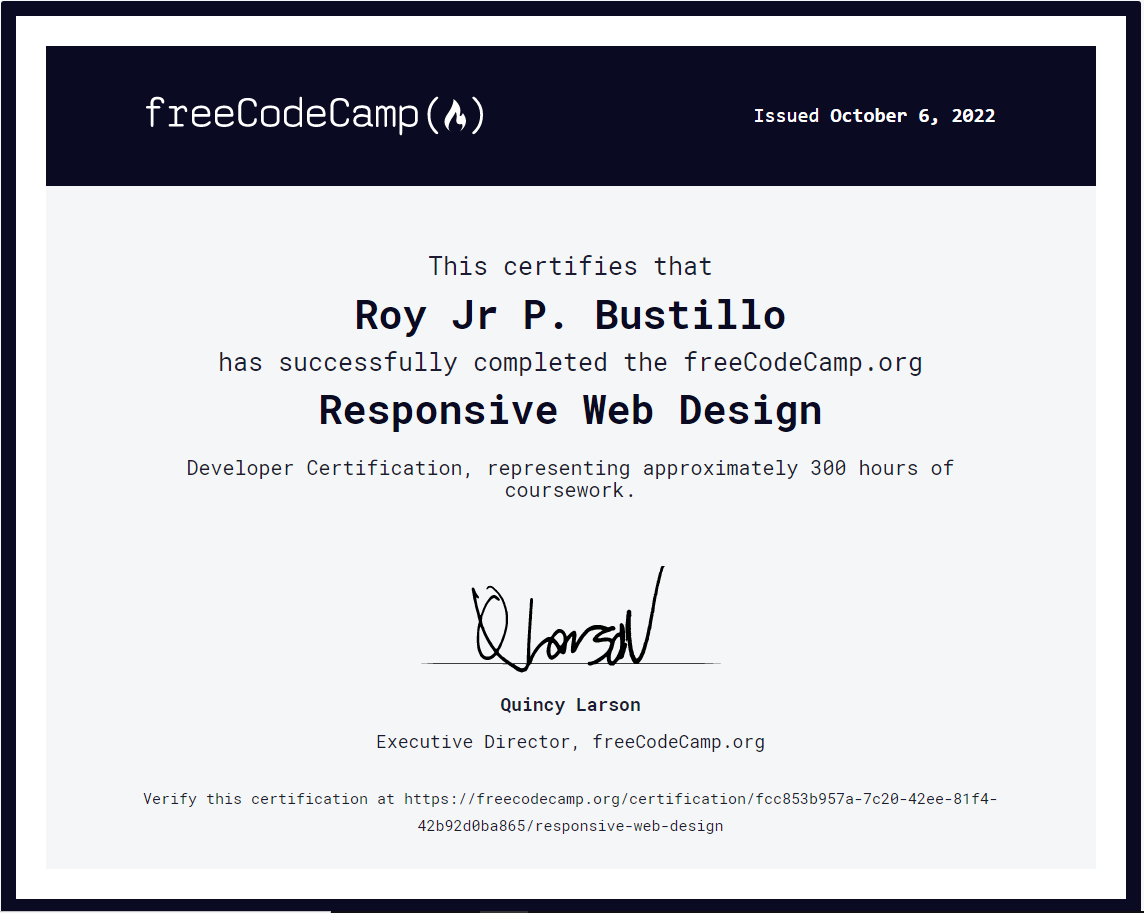 freeCodeCamp(🔥)
Issued October 6, 2022
This certifies that
Roy Jr P. Bustillo
has successfully completed the freeCodeCamp.org
Responsive Web Design
Developer Certification, representing approximately 300 hours of
coursework.
Q Larson
Quincy Larson
Executive Director, freeCodeCamp.org
Verify this certification at https://freecodecamp.org/certification/fcc853b957a-7c20-42ee-81f4-
42b92d0ba865/responsive-web-design